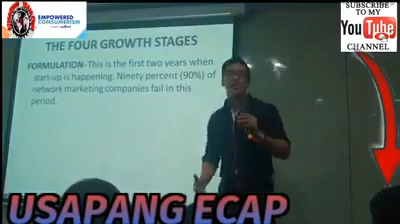 EMPOWERED
CONSUMERISM
SUBSCRIBE
TO MY
YouTube
CHANNEL
THE FOUR GROWTH STAGES
FORMULATION- This is the first two years when
start-up is happening. Ninety percent (90%) of
network marketing companies fail in this
period.
USAPANG ECAP